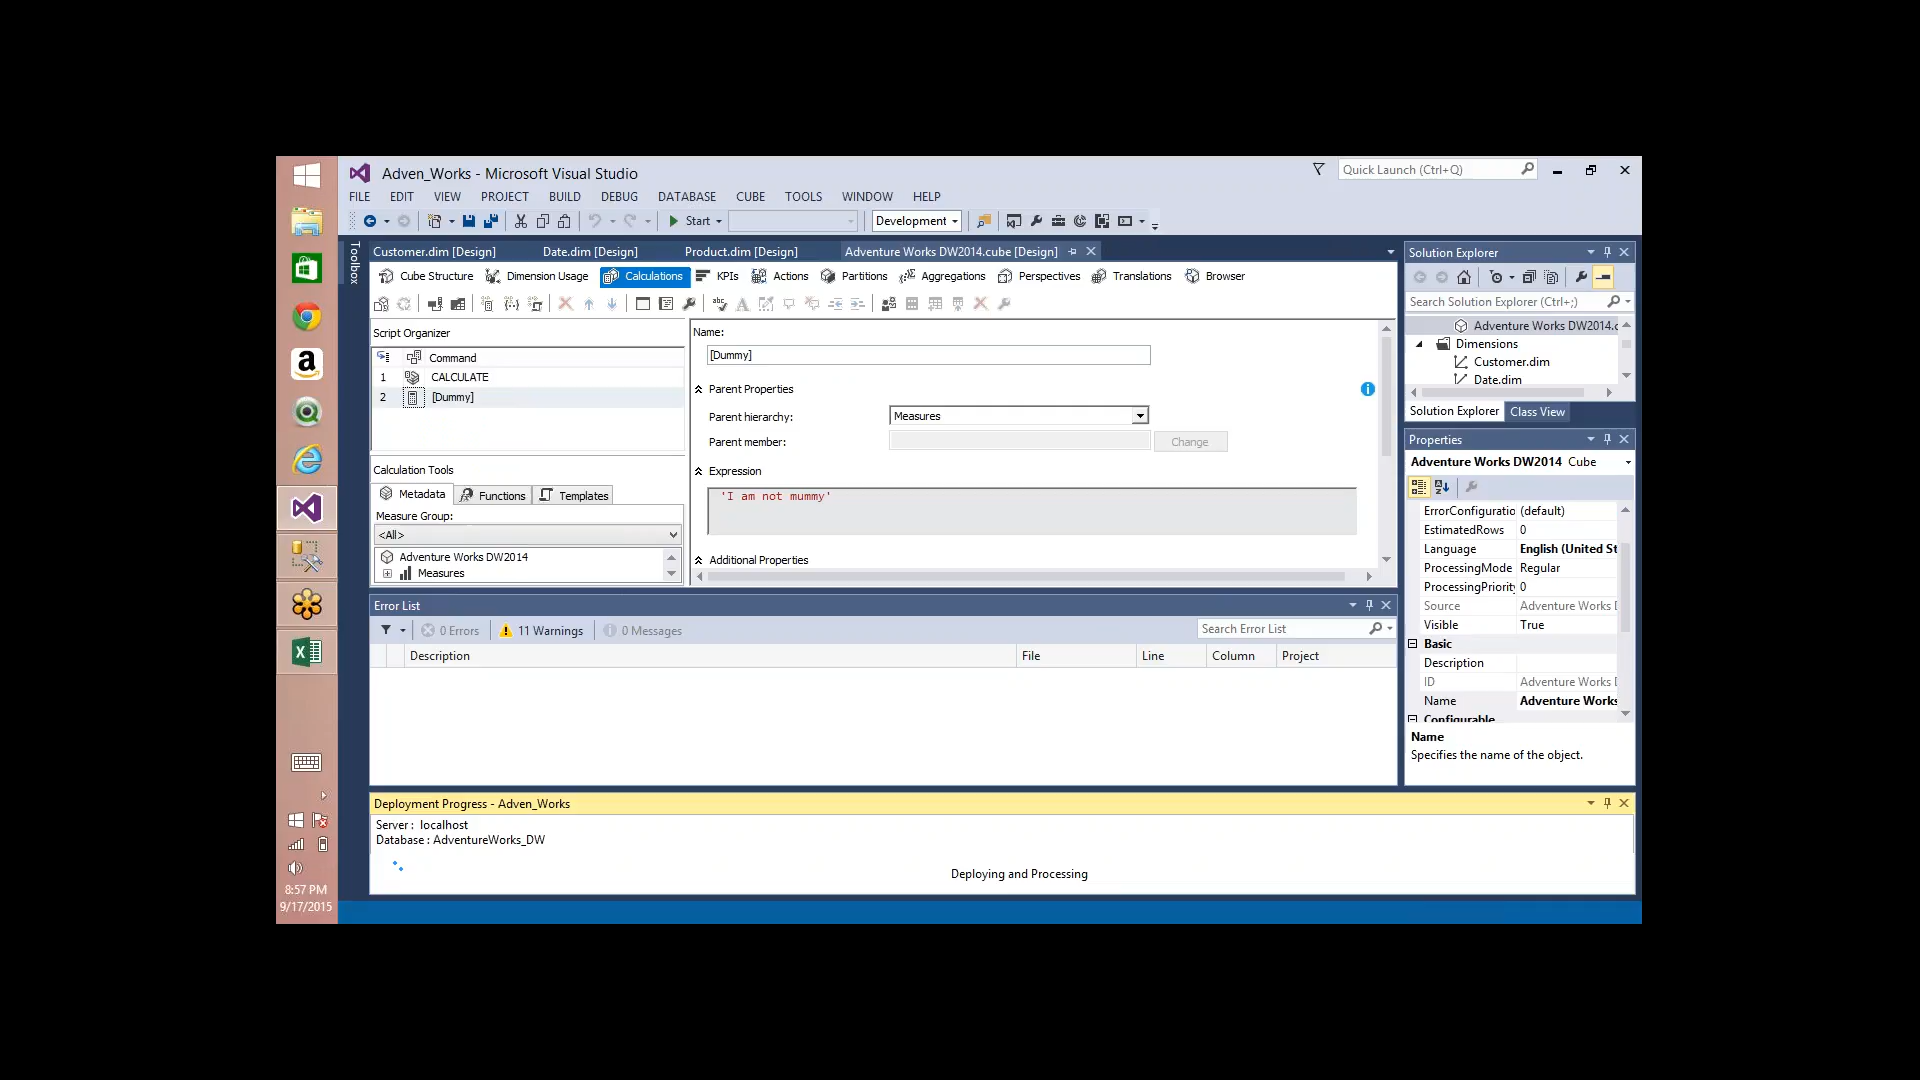 Adven_Works - Microsoft Visual Studio
Quick Launch (Ctrl+Q)
FILE EDIT VIEW PROJECT BUILD DEBUG DATABASE CUBE TOOLS WINDOW HELP
Start
Development
Toolbox
Customer.dim [Design] Date.dim [Design] Product.dim [Design] Adventure Works DW2014.cube [Design]
Cube Structure Dimension Usage Calculations KPIs Actions Partitions Aggregations Perspectives Translations Browser
Script Organizer
Command
1 CALCULATE
2 [Dummy]
Calculation Tools
Metadata Functions Templates
Measure Group:
<All>
Adventure Works DW2014
Measures
Name:
[Dummy]
Parent Properties
Parent hierarchy: Measures
Parent member: Change
Expression
'I am not mummy'
Additional Properties
Solution Explorer
Search Solution Explorer (Ctrl+;)
Adventure Works DW2014.c
Dimensions
Customer.dim
Date.dim
Solution Explorer Class View
Properties
Adventure Works DW2014 Cube
ErrorConfiguratio (default)
EstimatedRows 0
Language English (United St
ProcessingMode Regular
ProcessingPriority 0
Source Adventure Works D
Visible True
Basic
Description
ID Adventure Works D
Name Adventure Works
Configurable
Name
Specifies the name of the object.
Error List
0 Errors 11 Warnings 0 Messages
Search Error List
Description File Line Column Project
Deployment Progress - Adven_Works
Server : localhost
Database : AdventureWorks_DW
Deploying and Processing
8:57 PM
9/17/2015